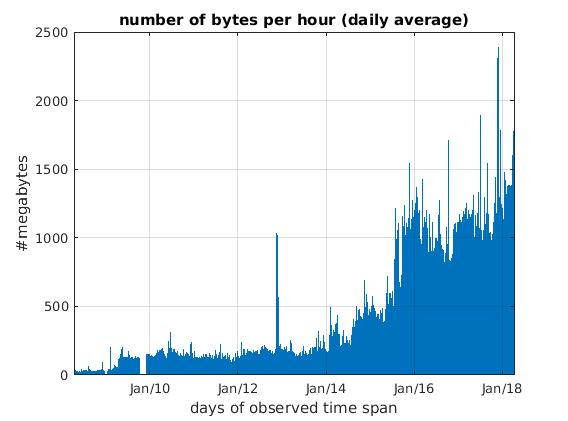 number of bytes per hour (daily average)
2500
2000
1500
1000
500
0
#megabytes
Jan/10 Jan/12 Jan/14 Jan/16 Jan/18
days of observed time span